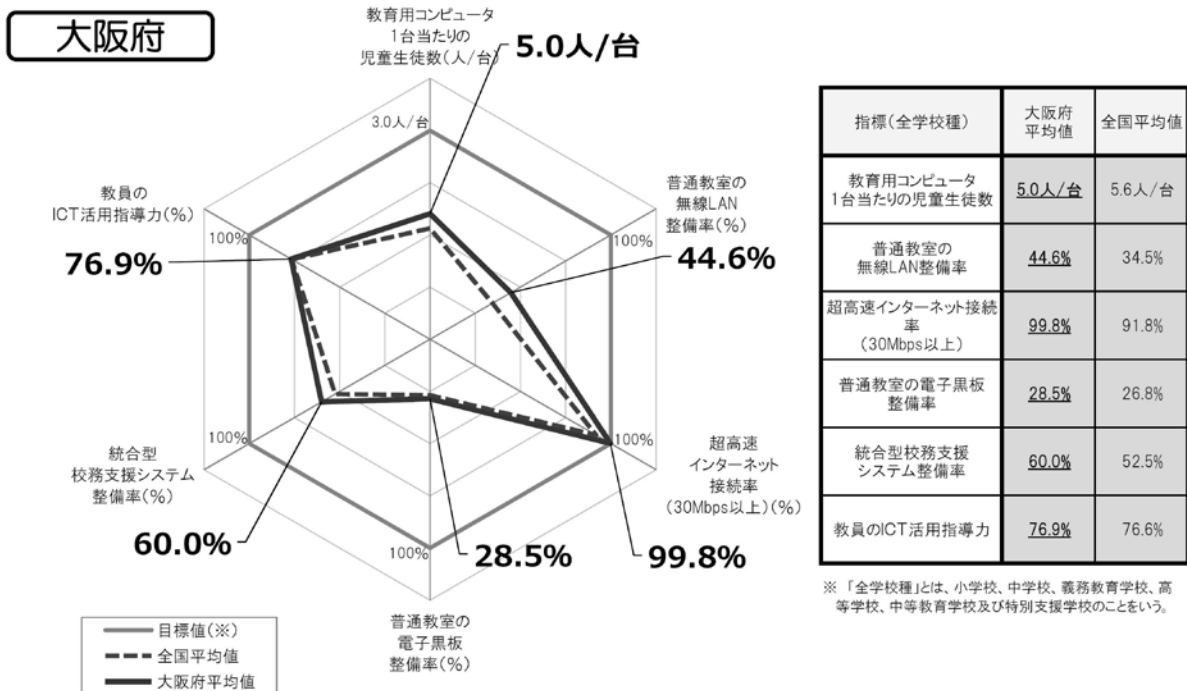 大阪府
教育用コンピュータ
1台当たりの
児童生徒数(人/台)
5.0人/台
3.0人/台
普通教室の
無線LAN
整備率(%)
100%
44.6%
超高速
インターネット
接続率
(30Mbps以上)(%)
100%
99.8%
普通教室の
電子黒板
整備率(%)
100%
28.5%
統合型
校務支援システム
整備率(%)
100%
60.0%
教員の
ICT活用指導力(%)
100%
76.9%
目標値(※)
全国平均値
大阪府平均値
指標(全学校種)
大阪府
平均値
全国平均値
教育用コンピュータ
1台当たりの児童生徒数
5.0人/台
5.6人/台
普通教室の
無線LAN整備率
44.6%
34.5%
超高速インターネット接続
率
(30Mbps以上)
99.8%
91.8%
普通教室の電子黒板
整備率
28.5%
26.8%
統合型校務支援
システム整備率
60.0%
52.5%
教員のICT活用指導力
76.9%
76.6%
※ 「全学校種」とは、小学校、中学校、義務教育学校、高
等学校、中等教育学校及び特別支援学校のことをいう。